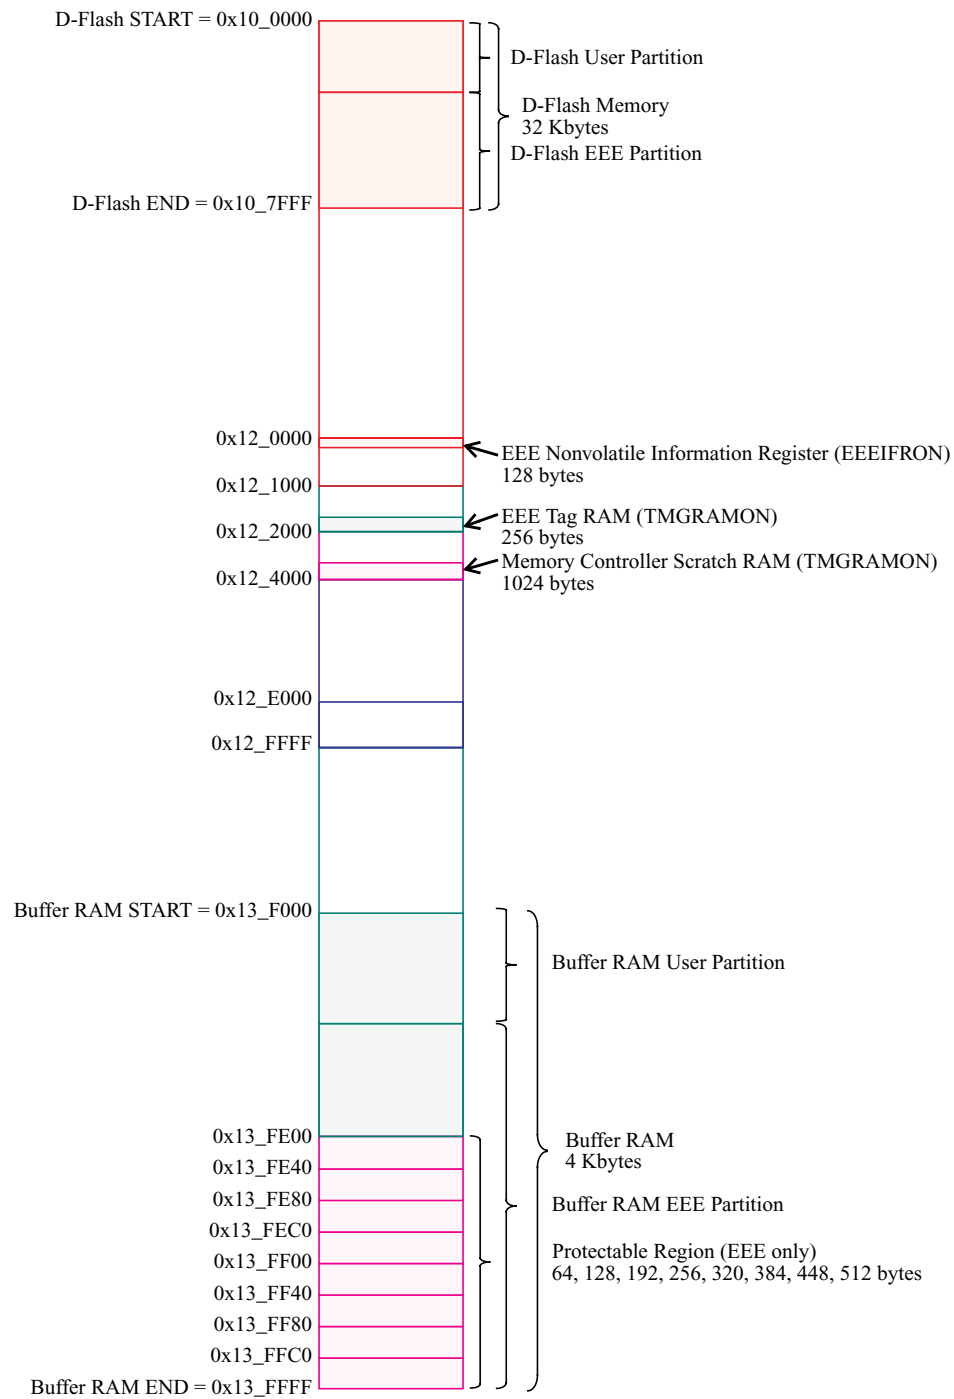 D-Flash START = 0x10_0000
D-Flash User Partition
D-Flash Memory
32 Kbytes
D-Flash EEE Partition
D-Flash END = 0x10_7FFF
0x12_0000
EEE Nonvolatile Information Register (EEEIFRON)
128 bytes
0x12_1000
EEE Tag RAM (TMGRAMON)
256 bytes
0x12_2000
Memory Controller Scratch RAM (TMGRAMON)
1024 bytes
0x12_4000
0x12_E000
0x12_FFFF
Buffer RAM START = 0x13_F000
Buffer RAM User Partition
0x13_FE00
Buffer RAM
4 Kbytes
0x13_FE40
0x13_FE80
Buffer RAM EEE Partition
0x13_FEC0
Protectable Region (EEE only)
64, 128, 192, 256, 320, 384, 448, 512 bytes
0x13_FF00
0x13_FF40
0x13_FF80
0x13_FFC0
Buffer RAM END = 0x13_FFFF